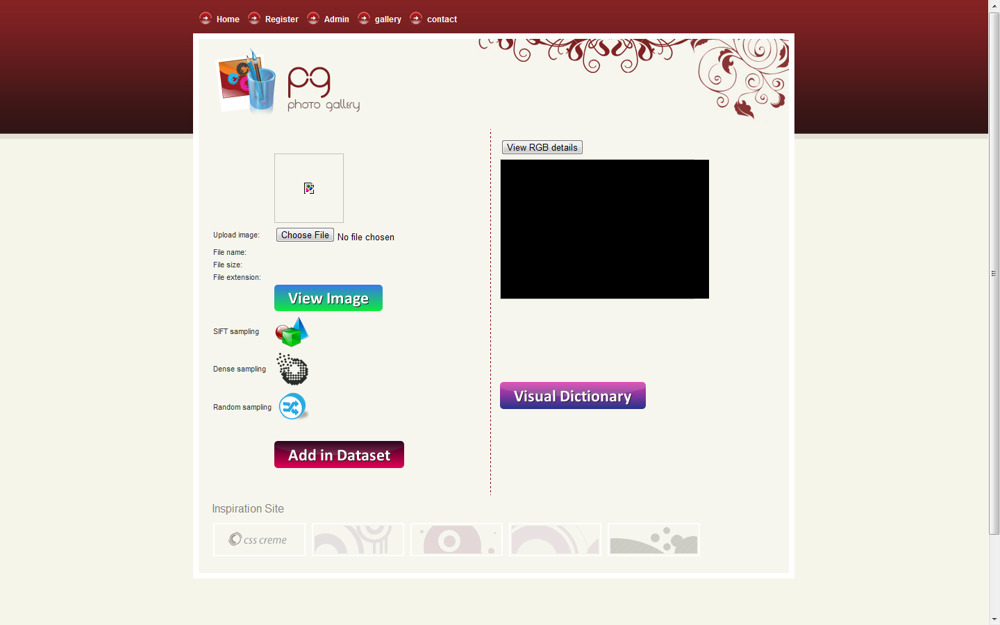 Home Register Admin gallery contact
pg
photo gallery
View RGB details
Upload image: Choose File No file chosen
File name:
File size:
File extension:
View Image
SIFT sampling
Dense sampling
Random sampling
Visual Dictionary
Add in Dataset
Inspiration Site
css creme